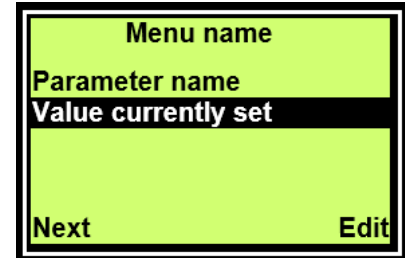 Menu name
Parameter name
Value currently set
Next Edit